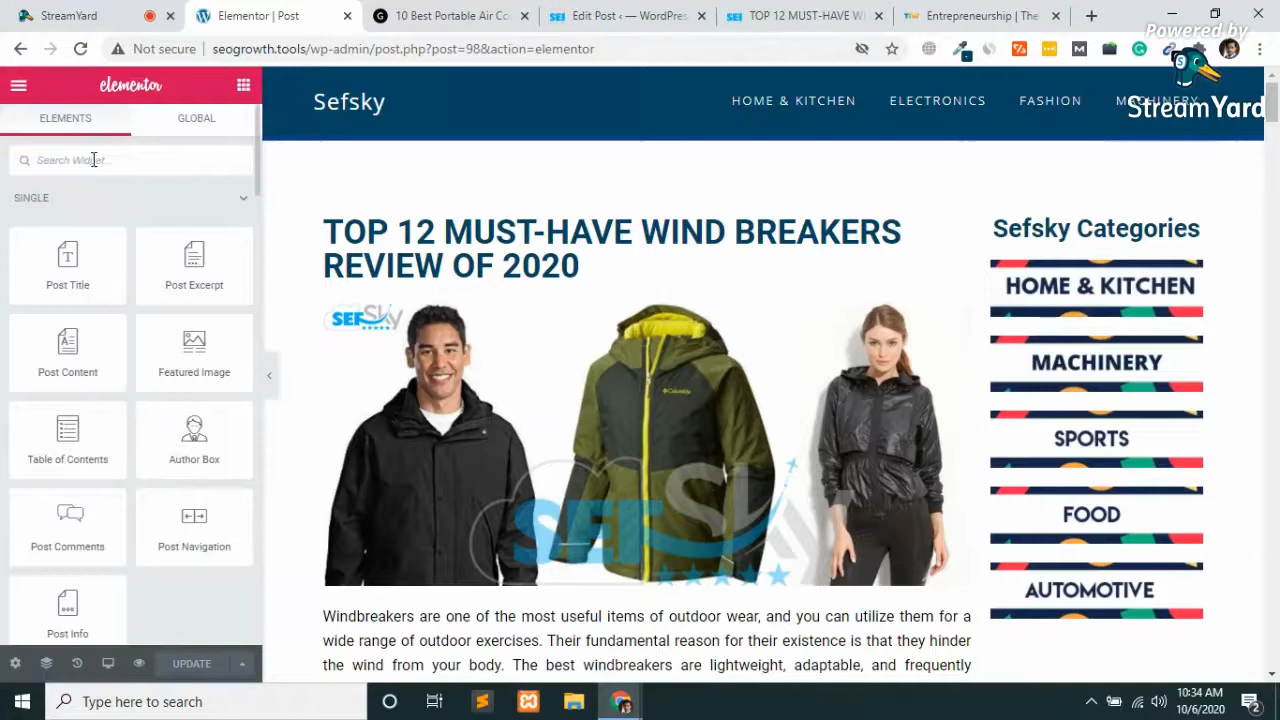 StreamYard
Elementor | Post
10 Best Portable Air Co
Edit Post ‹ — WordPres
TOP 12 MUST-HAVE WI
Entrepreneurship | The
Powered by
StreamYard
Not secure
seogrowth.tools/wp-admin/post.php?post=98&action=elementor
elementor
ELEMENTS
GLOBAL
Search Widget...
SINGLE
Post Title
Post Excerpt
Post Content
Featured Image
Table of Contents
Author Box
Post Comments
Post Navigation
Post Info
UPDATE
Sefsky
HOME & KITCHEN
ELECTRONICS
FASHION
MACHINERY
TOP 12 MUST-HAVE WIND BREAKERS
REVIEW OF 2020
SEFSky
Columbia
SEFSky
Windbreakers are one of the most useful items of outdoor wear, and you can utilize them for a
wide range of outdoor exercises. Their fundamental reason for their existence is that they hinder
the wind from your body. The best windbreakers are lightweight, adaptable, and frequently
Sefsky Categories
HOME & KITCHEN
MACHINERY
SPORTS
FOOD
AUTOMOTIVE
Type here to search
10:34 AM
10/6/2020
2